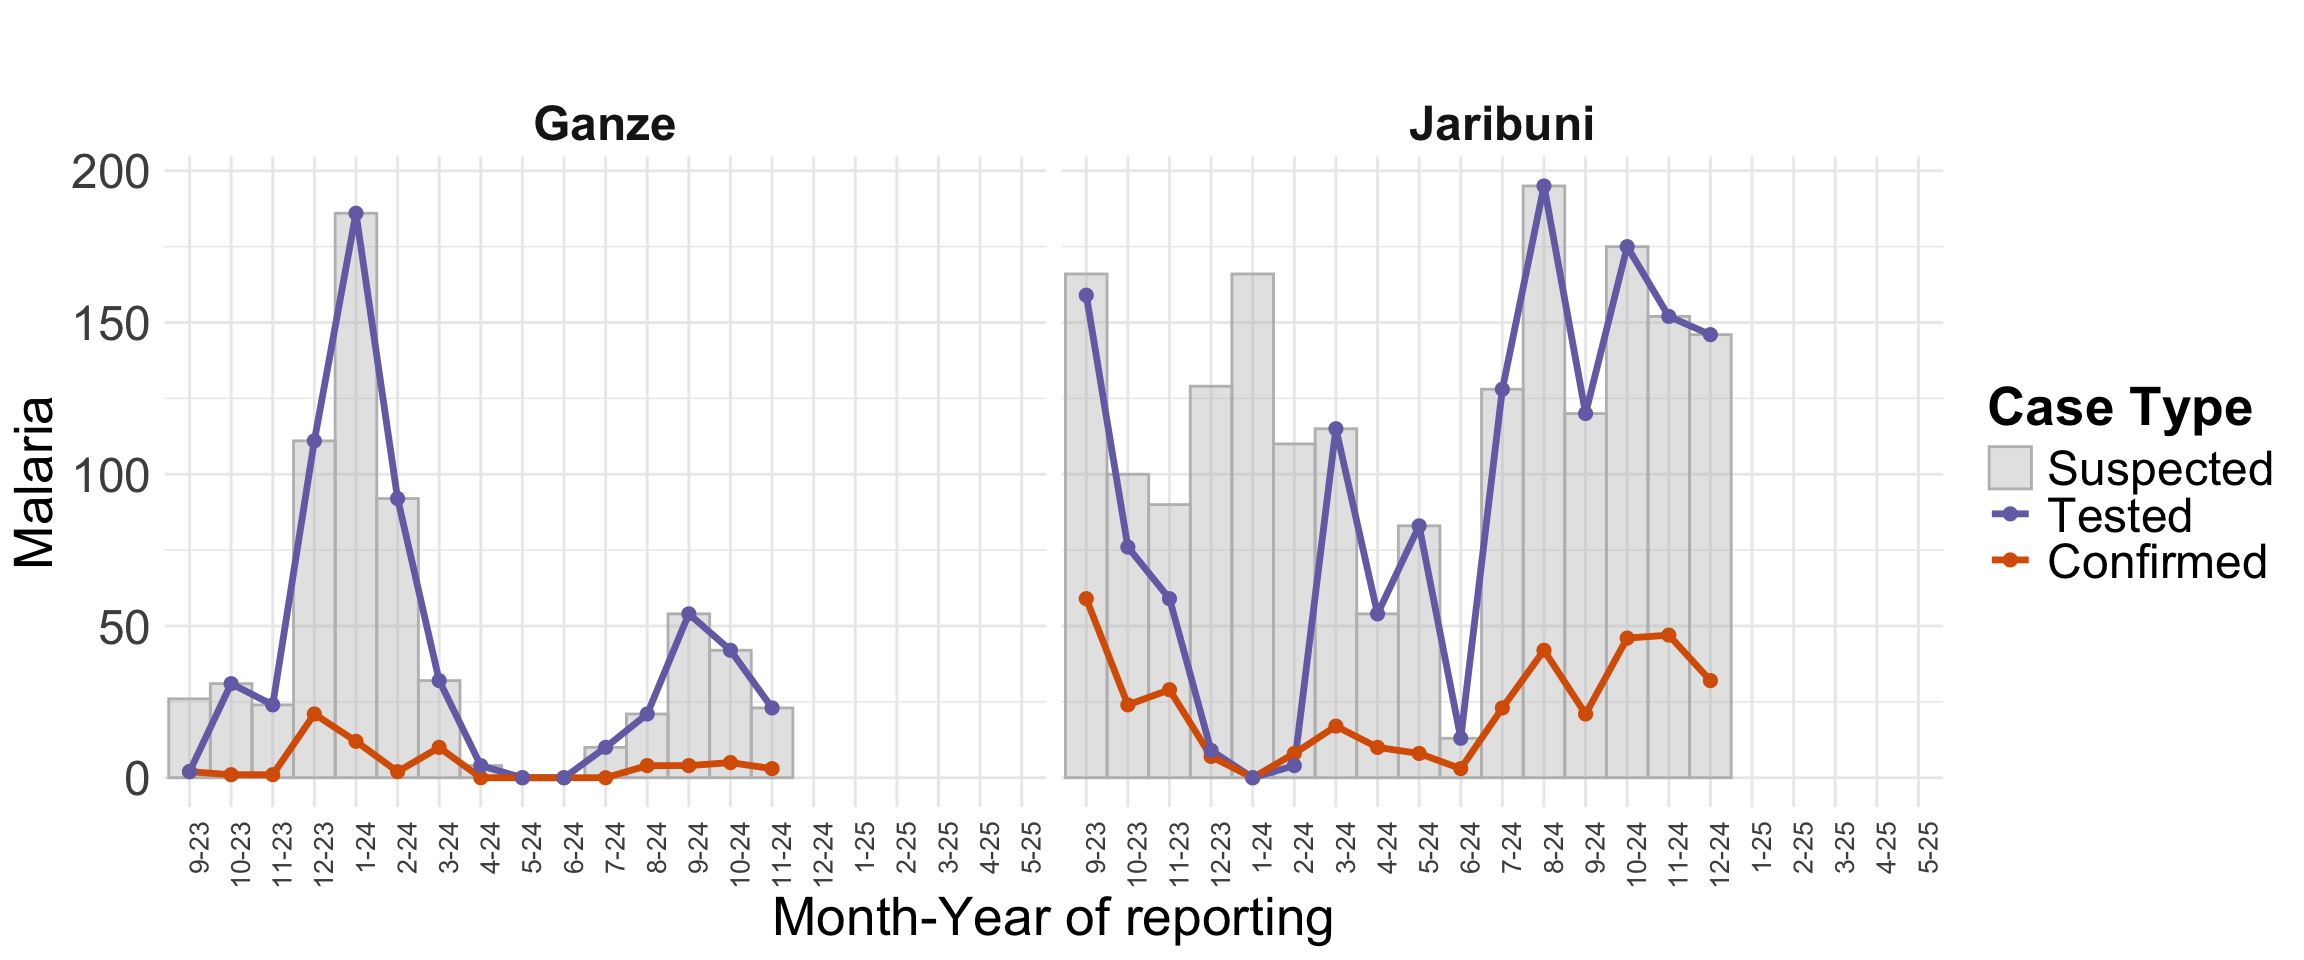 Ganze
Jaribuni
200
150
100
50
0
Malaria
9-23 10-23 11-23 12-23 1-24 2-24 3-24 4-24 5-24 6-24 7-24 8-24 9-24 10-24 11-24 12-24 1-25 2-25 3-25 4-25 5-25
9-23 10-23 11-23 12-23 1-24 2-24 3-24 4-24 5-24 6-24 7-24 8-24 9-24 10-24 11-24 12-24 1-25 2-25 3-25 4-25 5-25
Month-Year of reporting
Case Type
Suspected
Tested
Confirmed